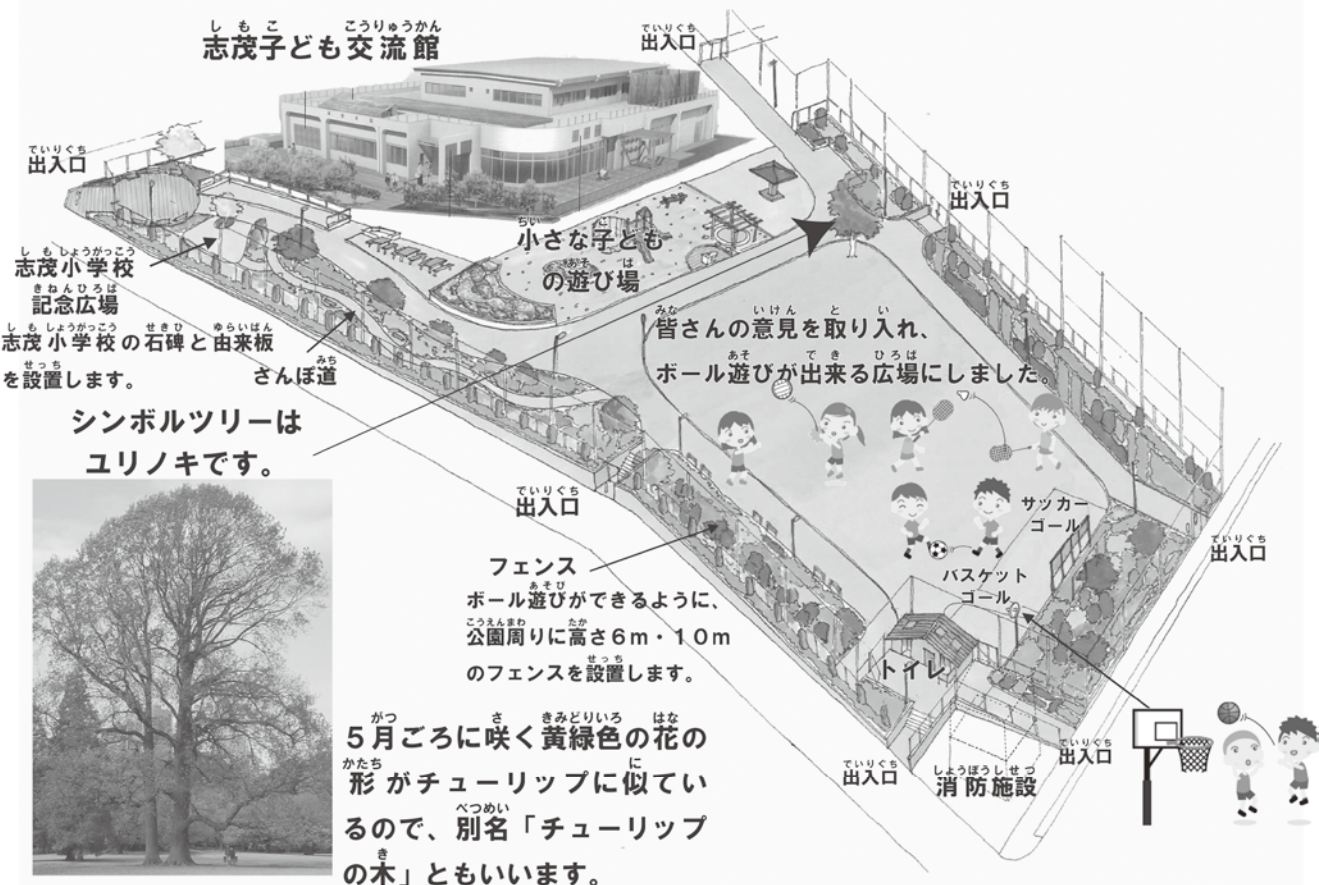 志茂子ども交流館
出入口
出入口
出入口
志茂小学校
記念広場
志茂小学校の石碑と由来板
を設置します。
さんぽ道
小さな子ども
の遊び場
皆さんの意見を取り入れ、
ボール遊びが出来る広場にしました。
シンボルツリーは
ユリノキです。
出入口
フェンス
ボール遊びができるように、
公園周りに高さ6m・10m
のフェンスを設置します。
サッカー
ゴール
バスケット
ゴール
出入口
トイレ
出入口
消防施設
出入口
5月ごろに咲く黄緑色の花の
形がチューリップに似てい
るので、別名「チューリップ
の木」ともいいます。